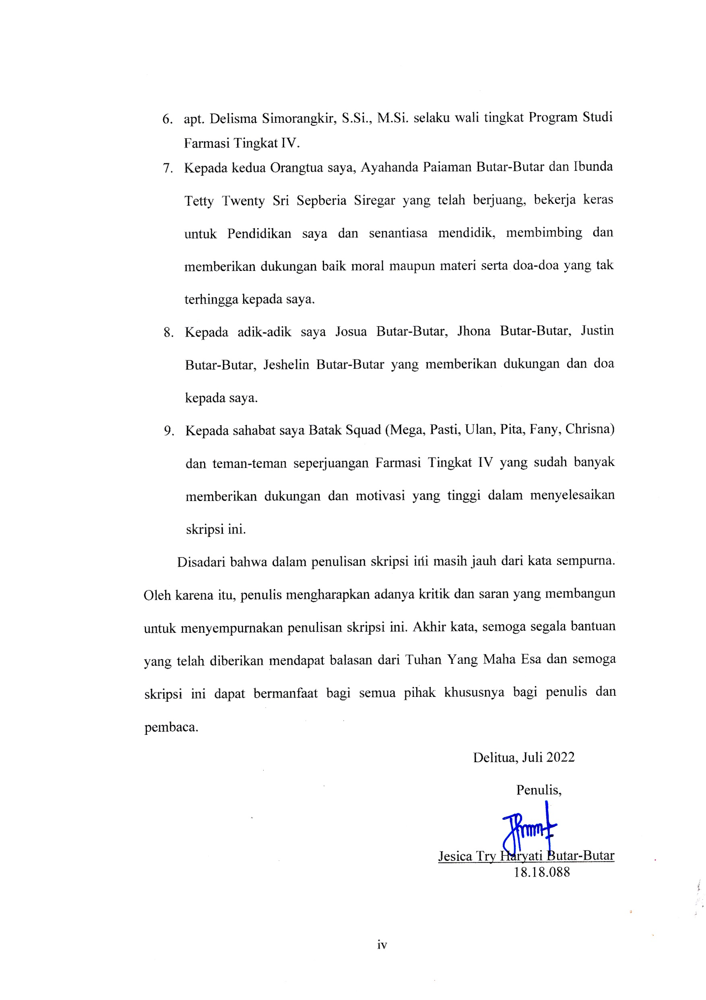 6. apt. Delisma Simorangkir, S.Si., M.Si. selaku wali tingkat Program Studi
Farmasi Tingkat IV.
7. Kepada kedua Orangtua saya, Ayahanda Paiaman Butar-Butar dan Ibunda
Tetty Twenty Sri Sepberia Siregar yang telah berjuang, bekerja keras
untuk Pendidikan saya dan senantiasa mendidik, membimbing dan
memberikan dukungan baik moral maupun materi serta doa-doa yang tak
terhingga kepada saya.
8. Kepada adik-adik saya Josua Butar-Butar, Jhona Butar-Butar, Justin
Butar-Butar, Jeshelin Butar-Butar yang memberikan dukungan dan doa
kepada saya.
9. Kepada sahabat saya Batak Squad (Mega, Pasti, Ulan, Pita, Fany, Chrisna)
dan teman-teman seperjuangan Farmasi Tingkat IV yang sudah banyak
memberikan dukungan dan motivasi yang tinggi dalam menyelesaikan
skripsi ini.
Disadari bahwa dalam penulisan skripsi ini masih jauh dari kata sempurna.
Oleh karena itu, penulis mengharapkan adanya kritik dan saran yang membangun
untuk menyempurnakan penulisan skripsi ini. Akhir kata, semoga segala bantuan
yang telah diberikan mendapat balasan dari Tuhan Yang Maha Esa dan semoga
skripsi ini dapat bermanfaat bagi semua pihak khususnya bagi penulis dan
pembaca.
Delitua, Juli 2022
Penulis,
Jesica Try Haryati Butar-Butar
18.18.088
iv